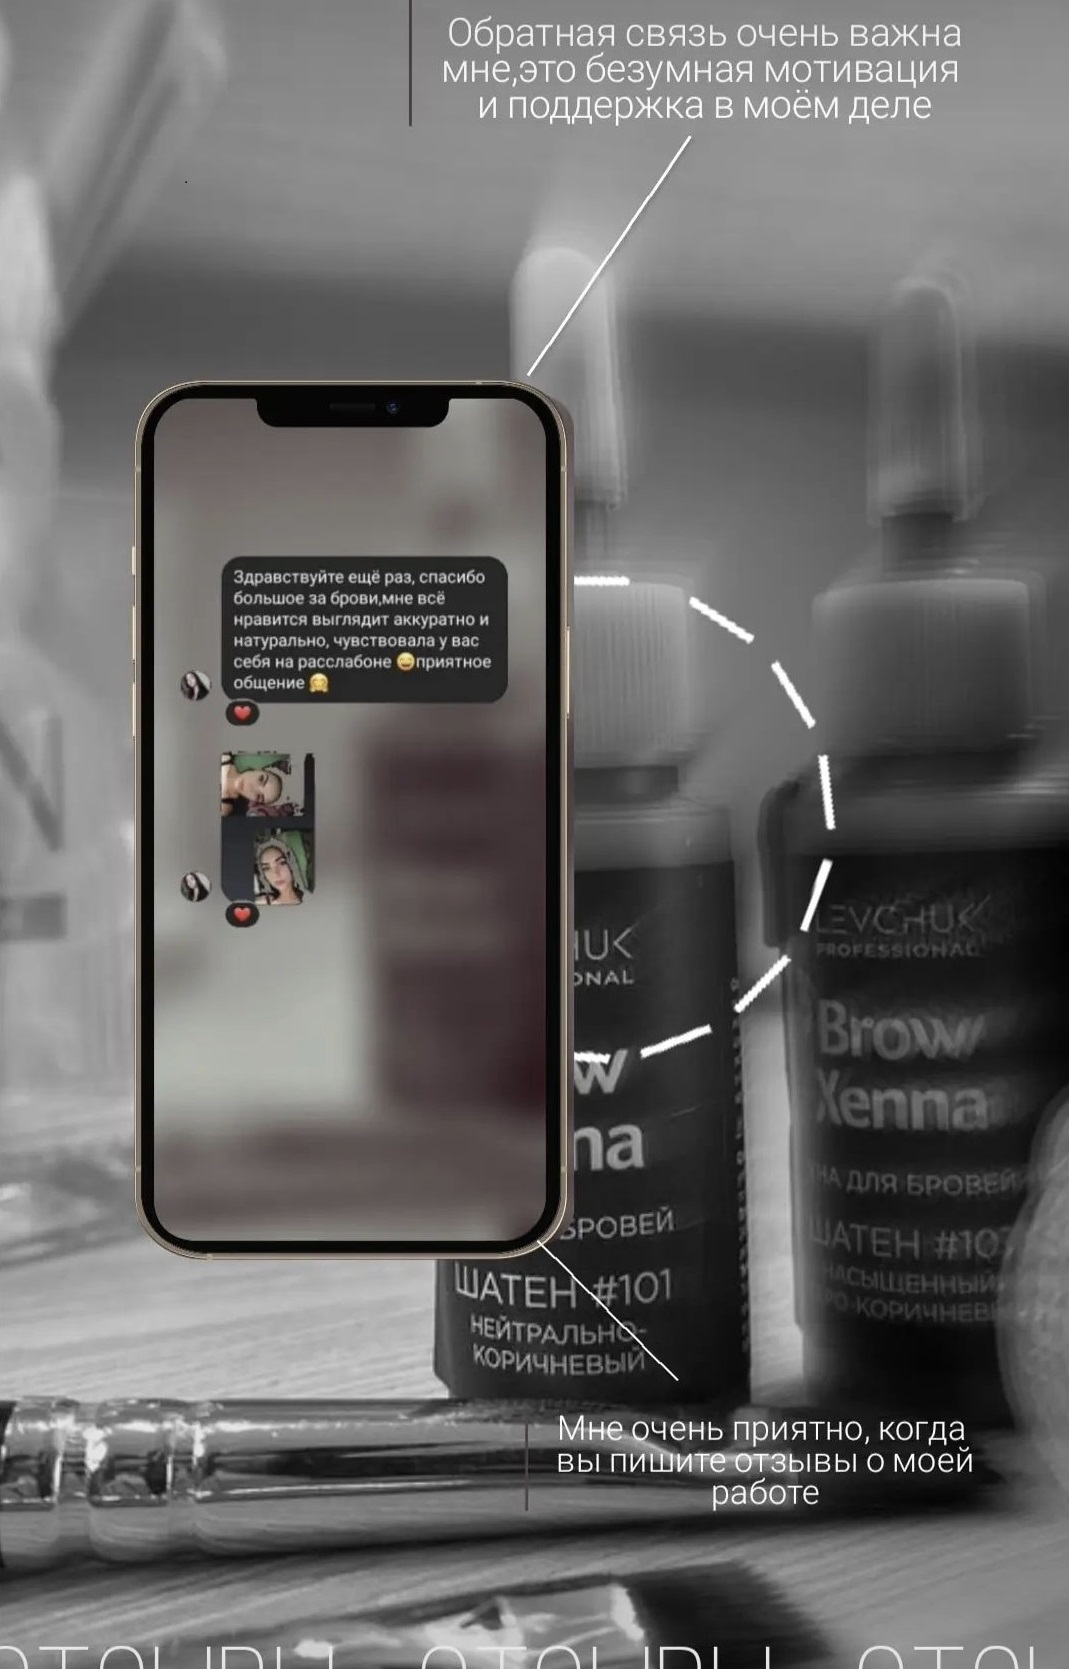 Обратная связь очень важна
мне,это безумная мотивация
и поддержка в моём деле
Здравствуйте ещё раз, спасибо
большое за брови,мне всё
нравится выглядит аккуратно и
натурально, чувствовала у вас
себя на расслабоне 😄приятное
общение 🤗
LEVCHUK
PROFESSIONAL
Brow
Xenna
ДЛЯ БРОВЕЙ
ШАТЕН
НАСЫЩЕННЫЙ
БРОВЕЙ
ШАТЕН #101
НЕЙТРАЛЬНО-
КОРИЧНЕВЫЙ
Мне очень приятно, когда
вы пишите отзывы о моей
работе